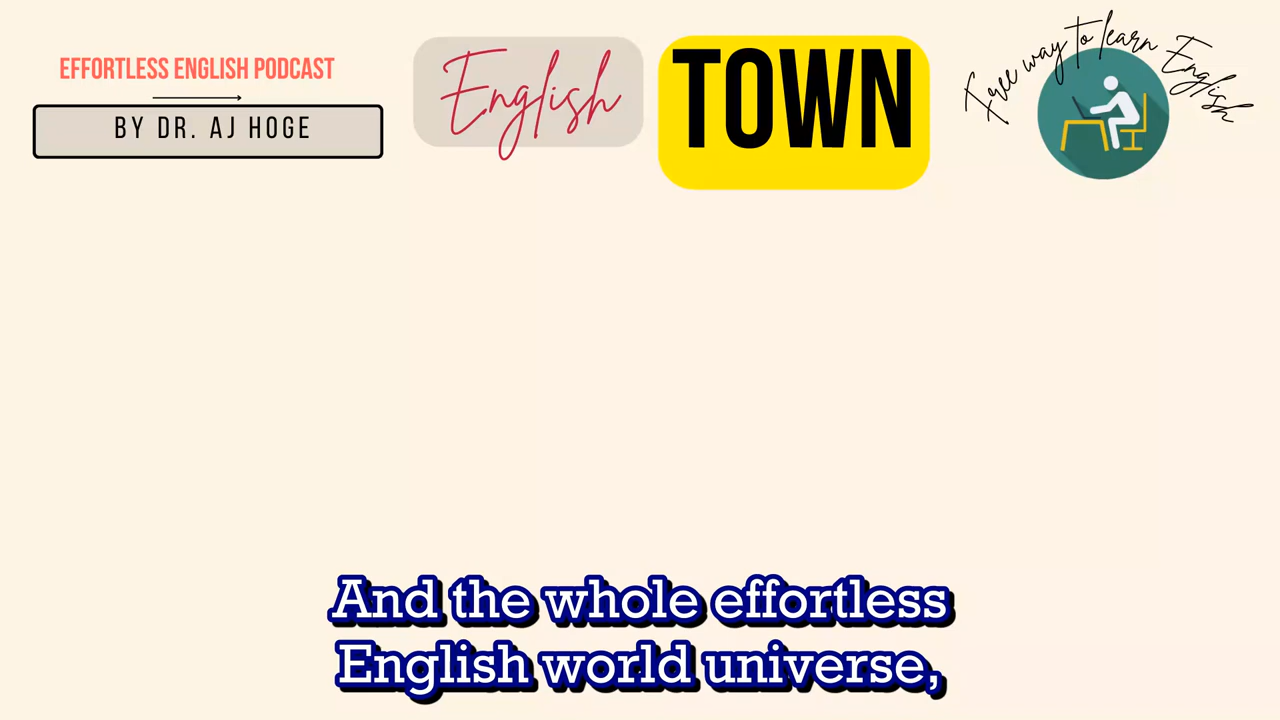 EFFORTLESS ENGLISH PODCAST
BY DR. AJ HOGE
English
TOWN
Free way to learn English
And the whole effortless
English world universe,